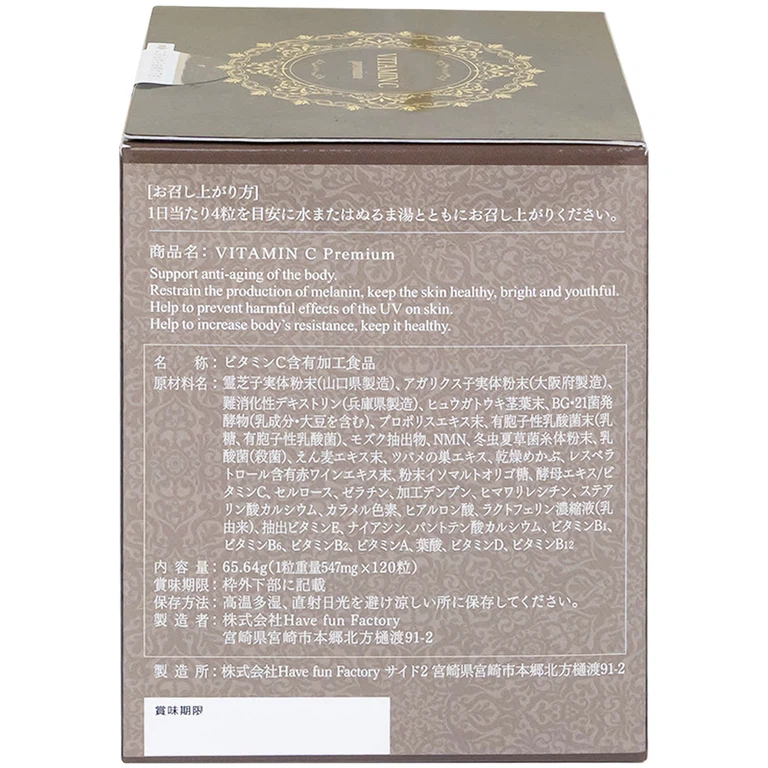 VITAMIN C
premium
[お召し上がり方]
1日当たり4粒を目安に水またはぬるま湯とともにお召し上がりください。
商品名：VITAMIN C Premium
Support anti-aging of the body.
Restrain the production of melanin, keep the skin healthy, bright and youthful.
Help to prevent harmful effects of the UV on skin.
Help to increase body's resistance, keep it healthy.
名 称：ビタミンC含有加工食品
原材料名：霊芝子実体粉末(山口県製造)、アガリクス子実体粉末(大阪府製造)、
難消化性デキストリン(兵庫県製造)、ヒュウガトウキ茎葉末、BG・21菌発
酵物(乳成分・大豆を含む)、プロポリスエキス末、有胞子性乳酸菌末(乳
糖、有胞子性乳酸菌)、モズク抽出物、NMN、冬虫夏草菌糸体粉末、乳
酸菌(殺菌)、えん麦エキス末、ツバメの巣エキス、乾燥めかぶ、レスベラ
トロール含有赤ワインエキス末、粉末イソマルトオリゴ糖、酵母エキス/ビ
タミンC、セルロース、ゼラチン、加工デンプン、ヒマワリレシチン、ステア
リン酸カルシウム、カラメル色素、ヒアルロン酸、ラクトフェリン濃縮液(乳
由来)、抽出ビタミンE、ナイアシン、パントテン酸カルシウム、ビタミンB1、
ビタミンB6、ビタミンB2、ビタミンA、葉酸、ビタミンD、ビタミンB12
内 容 量：65.64g(1粒重量547mg×120粒)
賞味期限：枠外下部に記載
保存方法：高温多湿、直射日光を避け涼しい所に保存してください。
製 造 者：株式会社Have fun Factory
宮崎県宮崎市本郷北方樋渡91-2
製 造 所：株式会社Have fun Factory サイド2 宮崎県宮崎市本郷北方樋渡91-2
賞味期限